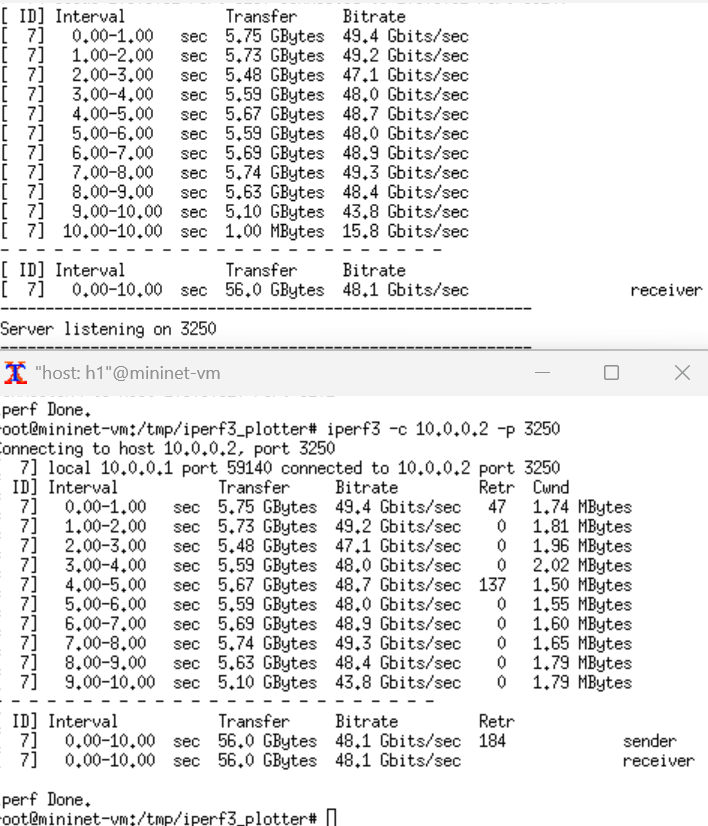 [ ID] Interval           Transfer     Bitrate
[  7]   0.00-1.00   sec  5.75 GBytes  49.4 Gbits/sec
[  7]   1.00-2.00   sec  5.73 GBytes  49.2 Gbits/sec
[  7]   2.00-3.00   sec  5.48 GBytes  47.1 Gbits/sec
[  7]   3.00-4.00   sec  5.59 GBytes  48.0 Gbits/sec
[  7]   4.00-5.00   sec  5.67 GBytes  48.7 Gbits/sec
[  7]   5.00-6.00   sec  5.59 GBytes  48.0 Gbits/sec
[  7]   6.00-7.00   sec  5.69 GBytes  48.9 Gbits/sec
[  7]   7.00-8.00   sec  5.74 GBytes  49.3 Gbits/sec
[  7]   8.00-9.00   sec  5.63 GBytes  48.4 Gbits/sec
[  7]   9.00-10.00  sec  5.10 GBytes  43.8 Gbits/sec
[  7]  10.00-10.00  sec  1.00 MBytes  15.8 Gbits/sec
- - - - - - - - - - - - - - - - - - - - - - - - -
[ ID] Interval           Transfer     Bitrate
[  7]   0.00-10.00  sec  56.0 GBytes  48.1 Gbits/sec                  receiver
-----------------------------------------------------------
Server listening on 3250
-----------------------------------------------------------
"host: h1"@mininet-vm
iperf Done.
root@mininet-vm:/tmp/iperf3_plotter# iperf3 -c 10.0.0.2 -p 3250
Connecting to host 10.0.0.2, port 3250
  7] local 10.0.0.1 port 59140 connected to 10.0.0.2 port 3250
 ID] Interval           Transfer     Bitrate         Retr  Cwnd
  7]   0.00-1.00   sec  5.75 GBytes  49.4 Gbits/sec   47   1.74 MBytes
  7]   1.00-2.00   sec  5.73 GBytes  49.2 Gbits/sec    0   1.81 MBytes
  7]   2.00-3.00   sec  5.48 GBytes  47.1 Gbits/sec    0   1.96 MBytes
  7]   3.00-4.00   sec  5.59 GBytes  48.0 Gbits/sec    0   2.02 MBytes
  7]   4.00-5.00   sec  5.67 GBytes  48.7 Gbits/sec  137   1.50 MBytes
  7]   5.00-6.00   sec  5.59 GBytes  48.0 Gbits/sec    0   1.55 MBytes
  7]   6.00-7.00   sec  5.69 GBytes  48.9 Gbits/sec    0   1.60 MBytes
  7]   7.00-8.00   sec  5.74 GBytes  49.3 Gbits/sec    0   1.65 MBytes
  7]   8.00-9.00   sec  5.63 GBytes  48.4 Gbits/sec    0   1.79 MBytes
  7]   9.00-10.00  sec  5.10 GBytes  43.8 Gbits/sec    0   1.79 MBytes
- - - - - - - - - - - - - - - - - - - - - - - - -
 ID] Interval           Transfer     Bitrate         Retr
  7]   0.00-10.00  sec  56.0 GBytes  48.1 Gbits/sec  184             sender
  7]   0.00-10.00  sec  56.0 GBytes  48.1 Gbits/sec                  receiver
iperf Done.
root@mininet-vm:/tmp/iperf3_plotter#